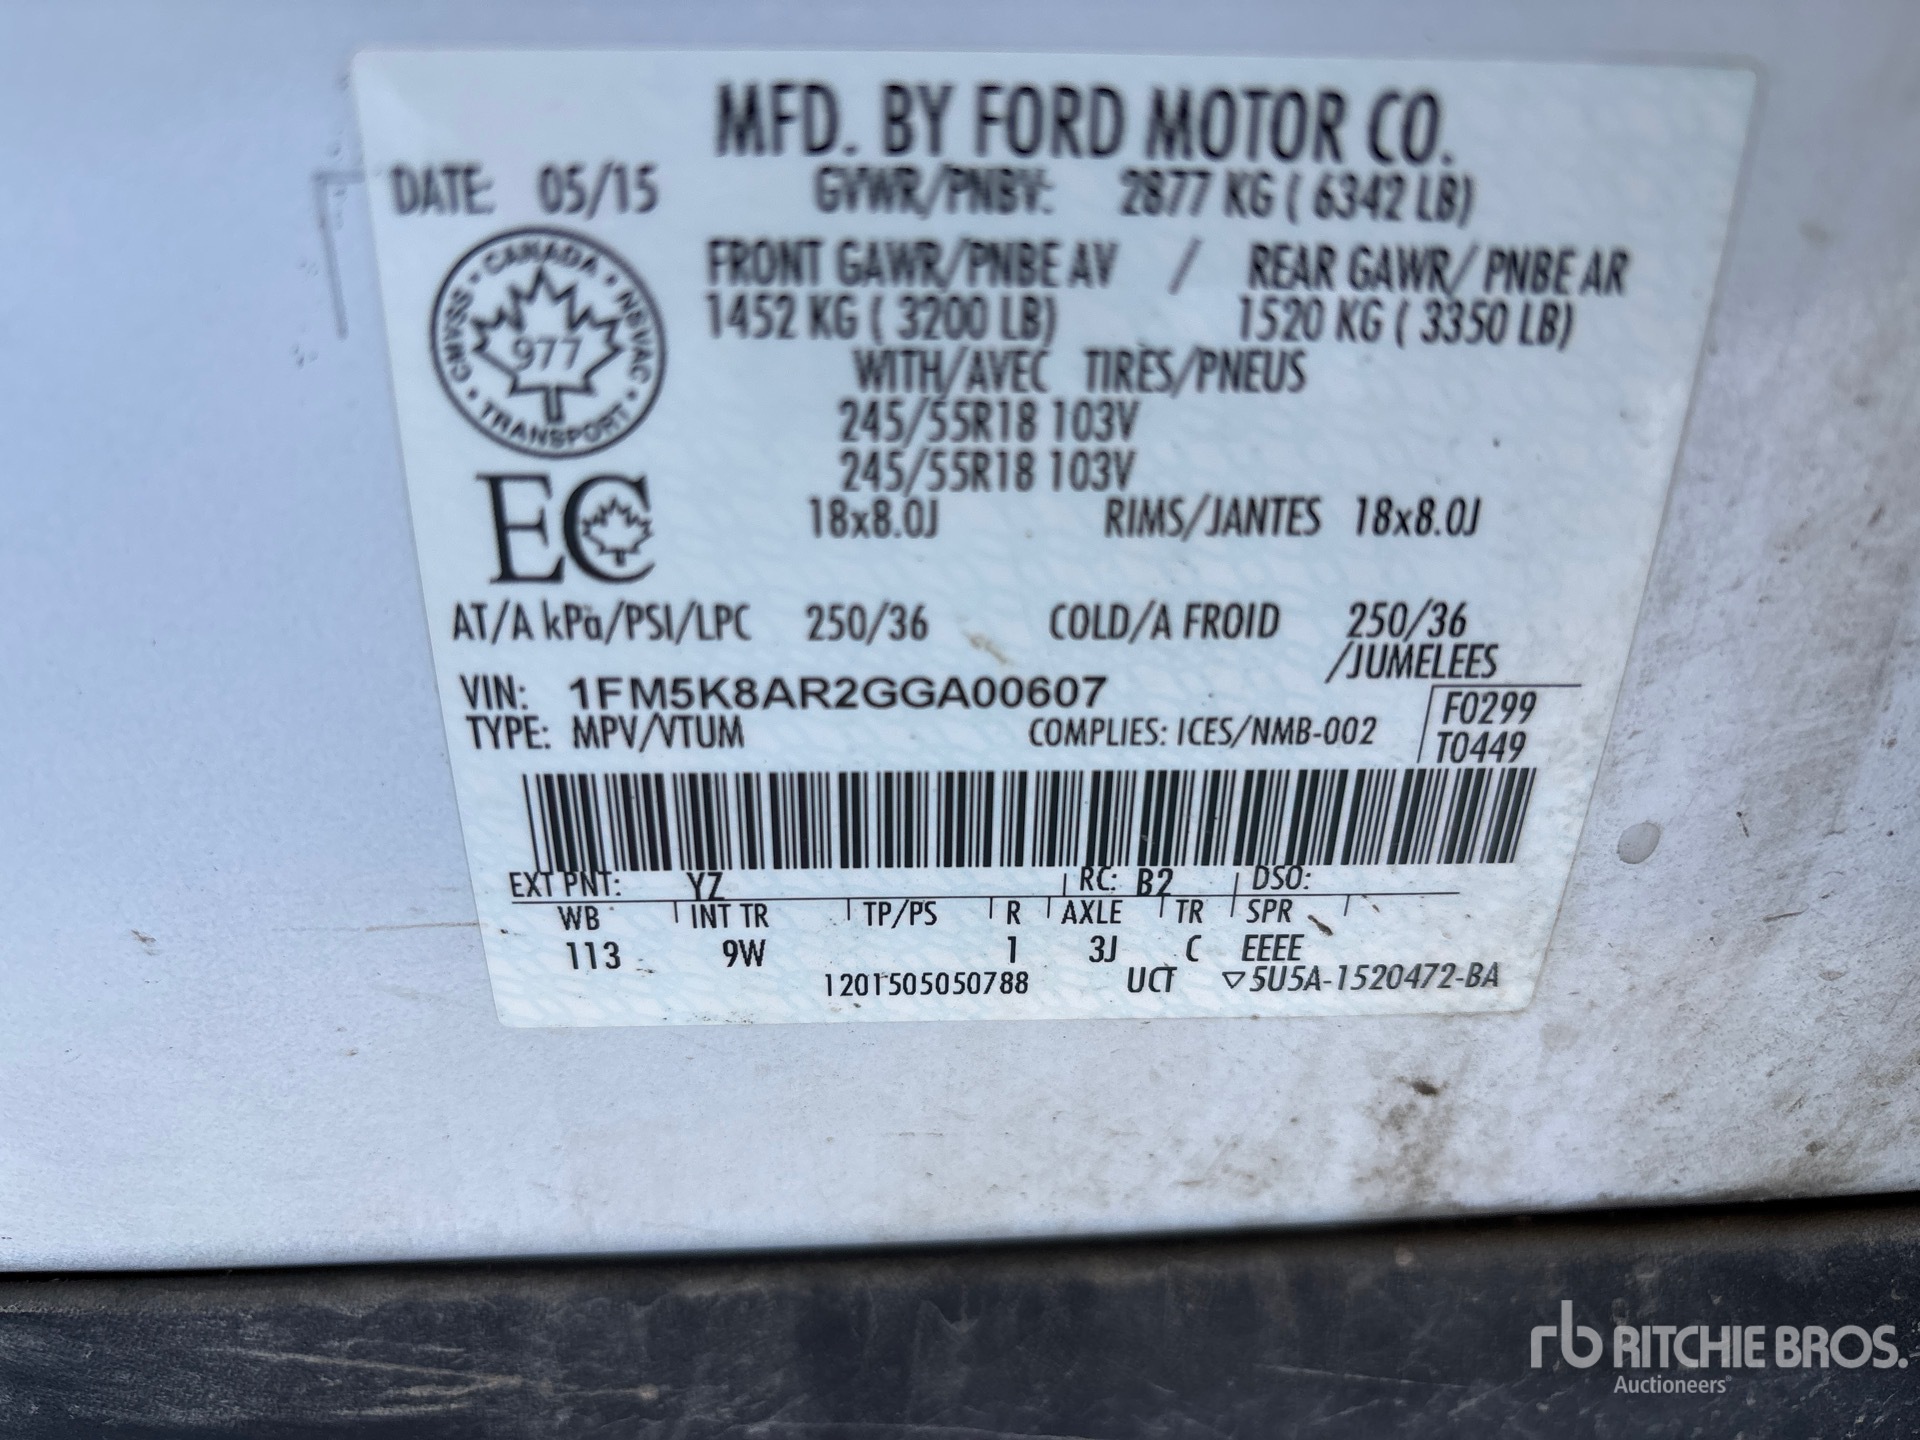 MFD. BY FORD MOTOR CO.
DATE: 05/15 GVWR/PNBV: 2877 KG ( 6342 LB)
CANADA
CMVSS NSVAC
977
TRANSPORT
FRONT GAWR/PNBE AV / REAR GAWR/ PNBE AR
1452 KG ( 3200 LB) 1520 KG ( 3350 LB)
WITH/AVEC TIRES/PNEUS
245/55R18 103V
245/55R18 103V
EC
18x8.0J RIMS/JANTES 18x8.0J
AT/A kPa/PSI/LPC 250/36 COLD/A FROID 250/36
/JUMELEES
VIN: 1FM5K8AR2GGA00607
F0299
TYPE: MPV/VTUM COMPLIES: ICES/NMB-002
T0449
EXT PNT: YZ RC: B2 DSO:
WB INT TR TP/PS R AXLE TR SPR
113 9W 1 3J C EEEE
1201505050788 UCT ▽5U5A-1520472-BA
rb RITCHIE BROS.
Auctioneers